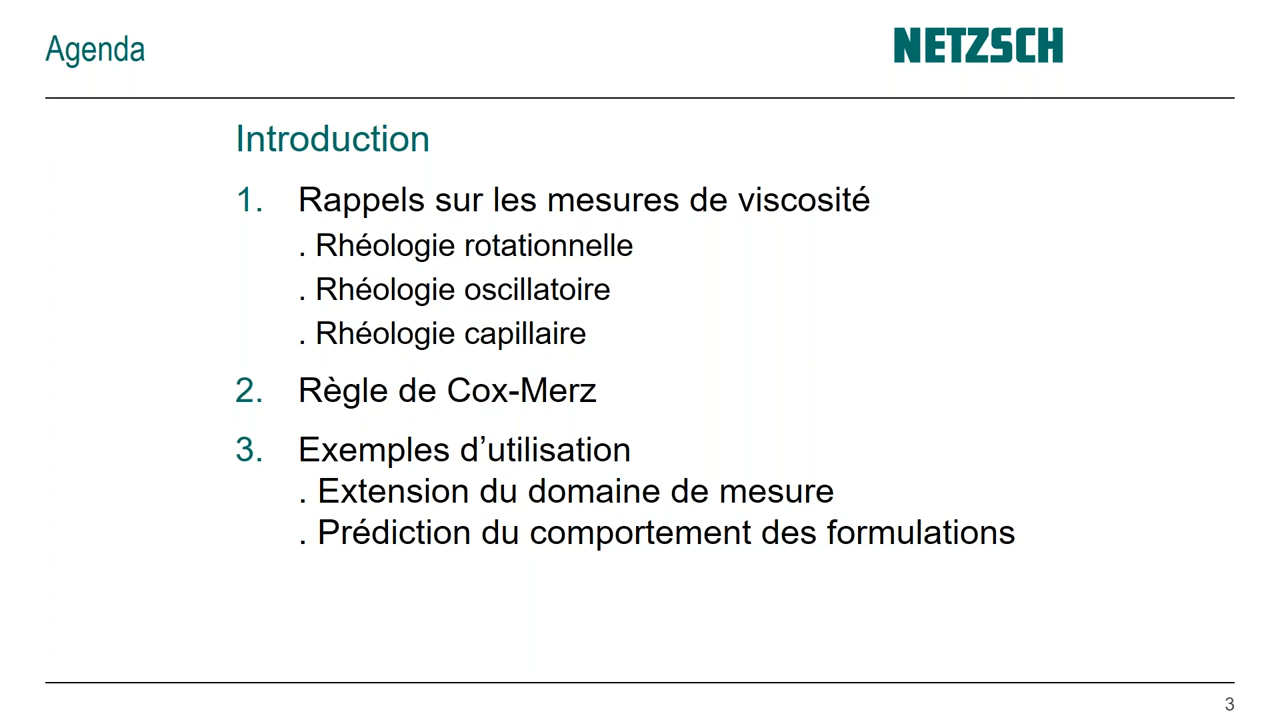 Agenda
NETZSCH
Introduction
1. Rappels sur les mesures de viscosité
. Rhéologie rotationnelle
. Rhéologie oscillatoire
. Rhéologie capillaire
2. Règle de Cox-Merz
3. Exemples d’utilisation
. Extension du domaine de mesure
. Prédiction du comportement des formulations
3